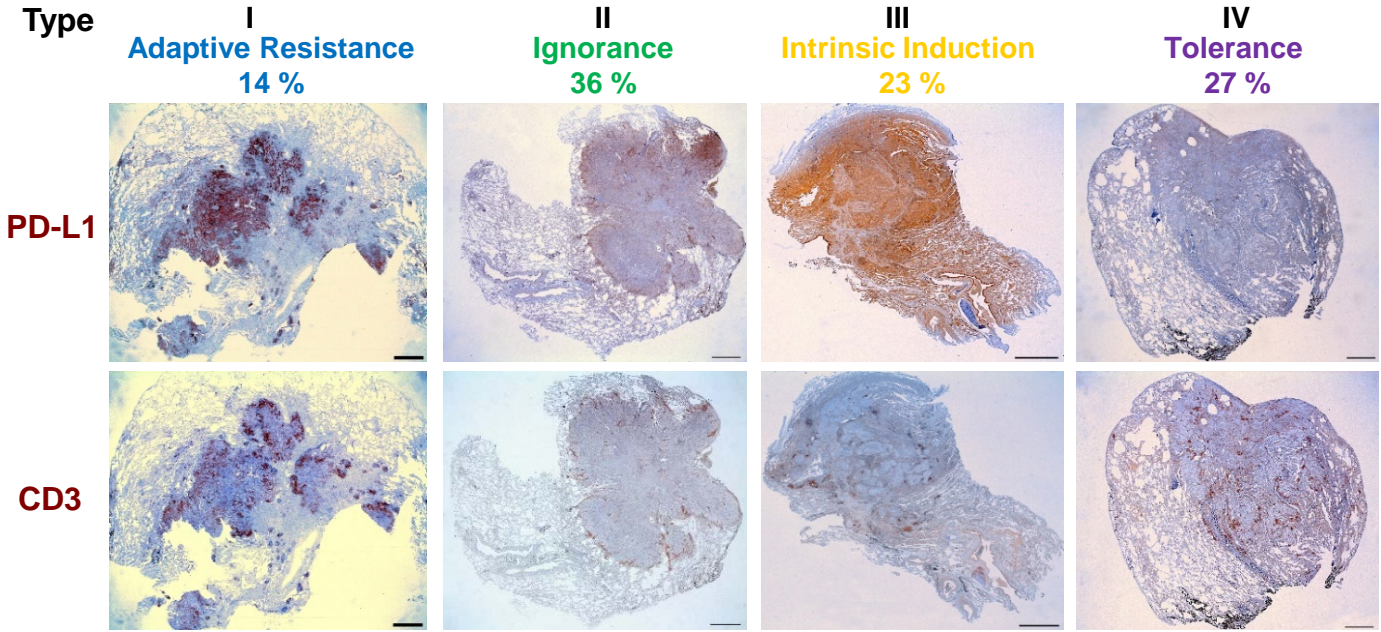 Type I II III IV
Adaptive Resistance Ignorance Intrinsic Induction Tolerance
14 % 36 % 23 % 27 %
PD-L1
CD3